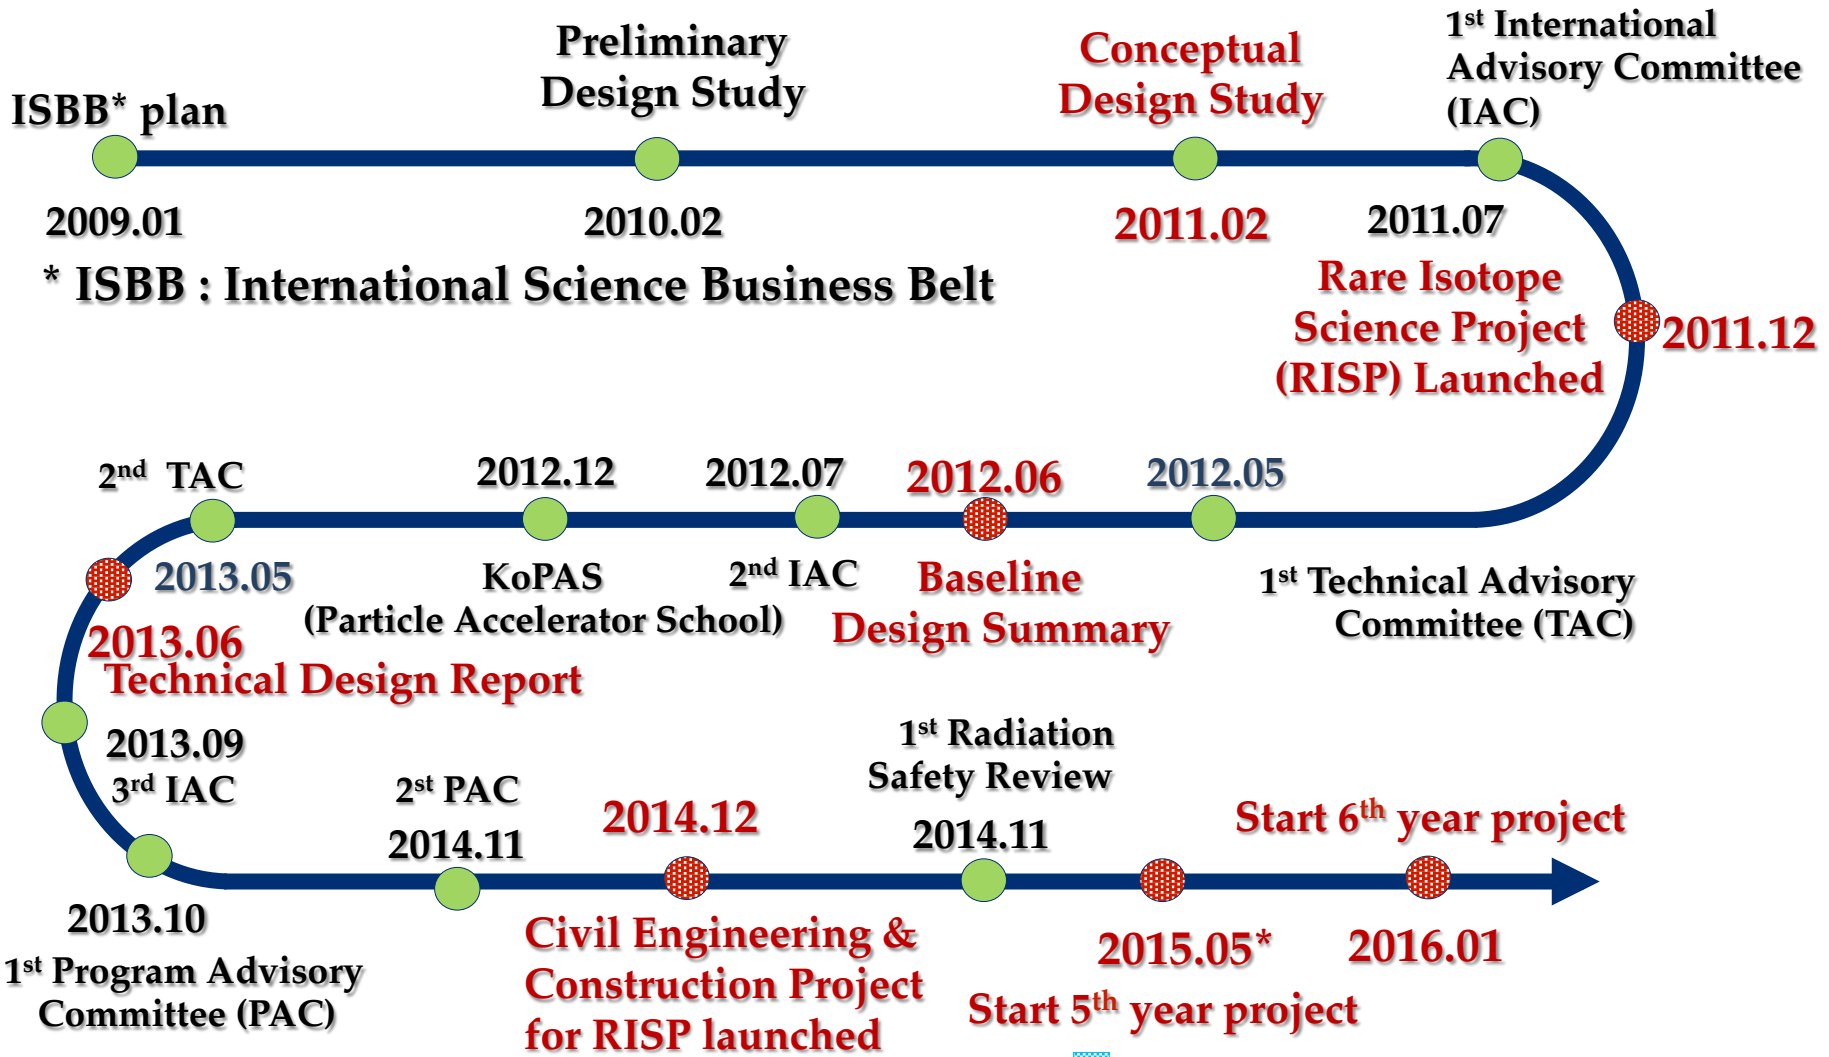 ISBB* plan
2009.01
Preliminary
Design Study
2010.02
Conceptual
Design Study
2011.02
1st International
Advisory Committee
(IAC)
2011.07
* ISBB : International Science Business Belt
Rare Isotope
Science Project
(RISP) Launched
2011.12
2012.05
1st Technical Advisory
Committee (TAC)
2012.06
Baseline
Design Summary
2012.07
2nd IAC
2012.12
KoPAS
(Particle Accelerator School)
2nd TAC
2013.05
2013.06
Technical Design Report
2013.09
3rd IAC
2013.10
1st Program Advisory
Committee (PAC)
2st PAC
2014.11
2014.12
Civil Engineering &
Construction Project
for RISP launched
1st Radiation
Safety Review
2014.11
2015.05*
Start 5th year project
Start 6th year project
2016.01